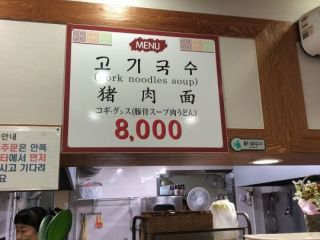 MENU
고기국수
(Pork noodles soup)
猪肉面
コギ-グッス(豚骨スープ肉うどん)
8,000
안내
주문은 안쪽
터에서 먼저
시고 기다려
요